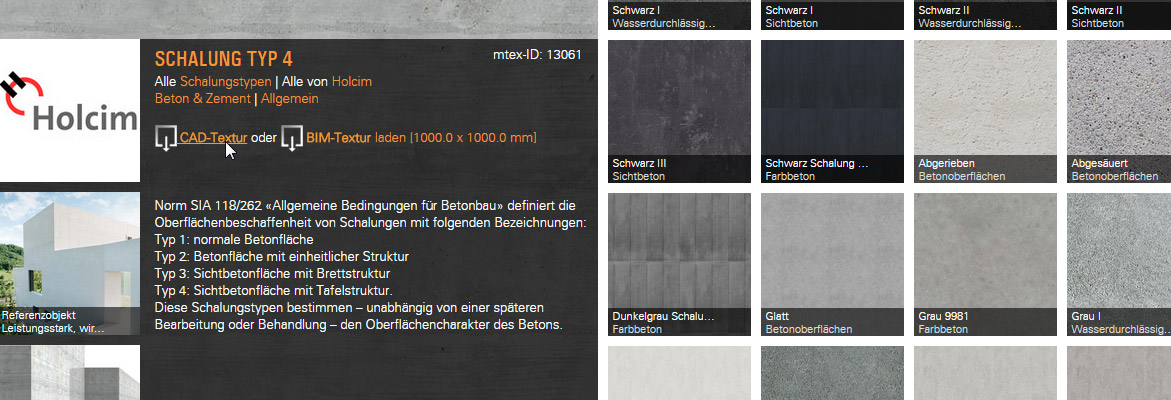 Holcim
Referenzobjekt
Leistungsstark, wir...
SCHALUNG TYP 4
mtex-ID: 13061
Alle Schalungstypen | Alle von Holcim
Beton & Zement | Allgemein
CAD-Textur oder BIM-Textur laden [1000.0 x 1000.0 mm]
Norm SIA 118/262 «Allgemeine Bedingungen für Betonbau» definiert die
Oberflächenbeschaffenheit von Schalungen mit folgenden Bezeichnungen:
Typ 1: normale Betonfläche
Typ 2: Betonfläche mit einheitlicher Struktur
Typ 3: Sichtbetonfläche mit Brettstruktur
Typ 4: Sichtbetonfläche mit Tafelstruktur.
Diese Schalungstypen bestimmen – unabhängig von einer späteren
Bearbeitung oder Behandlung – den Oberflächencharakter des Betons.
Schwarz I
Wasserdurchlässig...
Schwarz I
Sichtbeton
Schwarz II
Wasserdurchlässig...
Schwarz II
Sichtbeton
Schwarz III
Sichtbeton
Schwarz Schalung ...
Farbbeton
Abgerieben
Betonoberflächen
Abgesäuert
Betonoberflächen
Dunkelgrau Schalu...
Farbbeton
Glatt
Betonoberflächen
Grau 9981
Farbbeton
Grau I
Wasserdurchlässig...